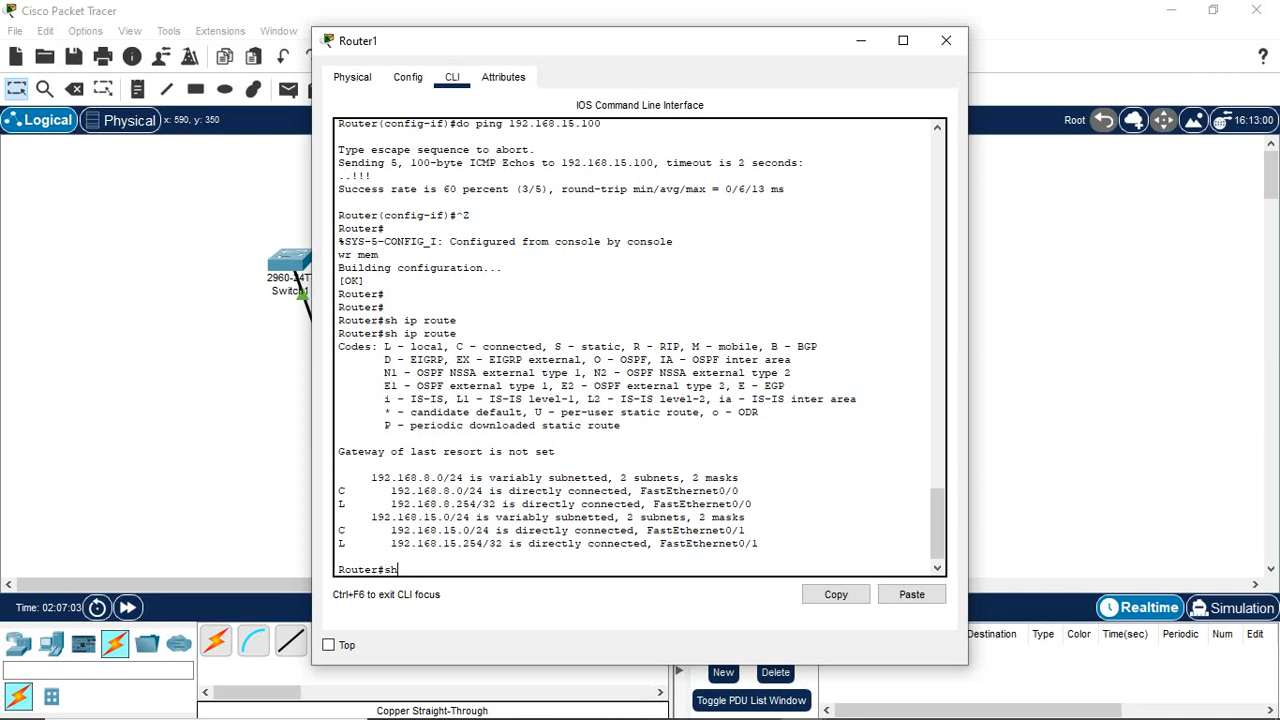 Cisco Packet Tracer
File Edit Options View Tools Extensions Window
Logical Physical x: 590, y: 350
Root 16:13:00
2960-24T
Switch1
Router1
Physical Config CLI Attributes
IOS Command Line Interface
Router(config-if)#do ping 192.168.15.100
Type escape sequence to abort.
Sending 5, 100-byte ICMP Echos to 192.168.15.100, timeout is 2 seconds:
..!!!
Success rate is 60 percent (3/5), round-trip min/avg/max = 0/6/13 ms
Router(config-if)#^Z
Router#
%SYS-5-CONFIG_I: Configured from console by console
wr mem
Building configuration...
[OK]
Router#
Router#
Router#sh ip route
Router#sh ip route
Codes: L - local, C - connected, S - static, R - RIP, M - mobile, B - BGP
D - EIGRP, EX - EIGRP external, O - OSPF, IA - OSPF inter area
N1 - OSPF NSSA external type 1, N2 - OSPF NSSA external type 2
E1 - OSPF external type 1, E2 - OSPF external type 2, E - EGP
i - IS-IS, L1 - IS-IS level-1, L2 - IS-IS level-2, ia - IS-IS inter area
* - candidate default, U - per-user static route, o - ODR
P - periodic downloaded static route
Gateway of last resort is not set
192.168.8.0/24 is variably subnetted, 2 subnets, 2 masks
C 192.168.8.0/24 is directly connected, FastEthernet0/0
L 192.168.8.254/32 is directly connected, FastEthernet0/0
192.168.15.0/24 is variably subnetted, 2 subnets, 2 masks
C 192.168.15.0/24 is directly connected, FastEthernet0/1
L 192.168.15.254/32 is directly connected, FastEthernet0/1
Router#sh
Ctrl+F6 to exit CLI focus
Copy Paste
Top
Time: 02:07:03
Realtime Simulation
Destination Type Color Time(sec) Periodic Num Edit
New Delete
Toggle PDU List Window
Copper Straight-Through